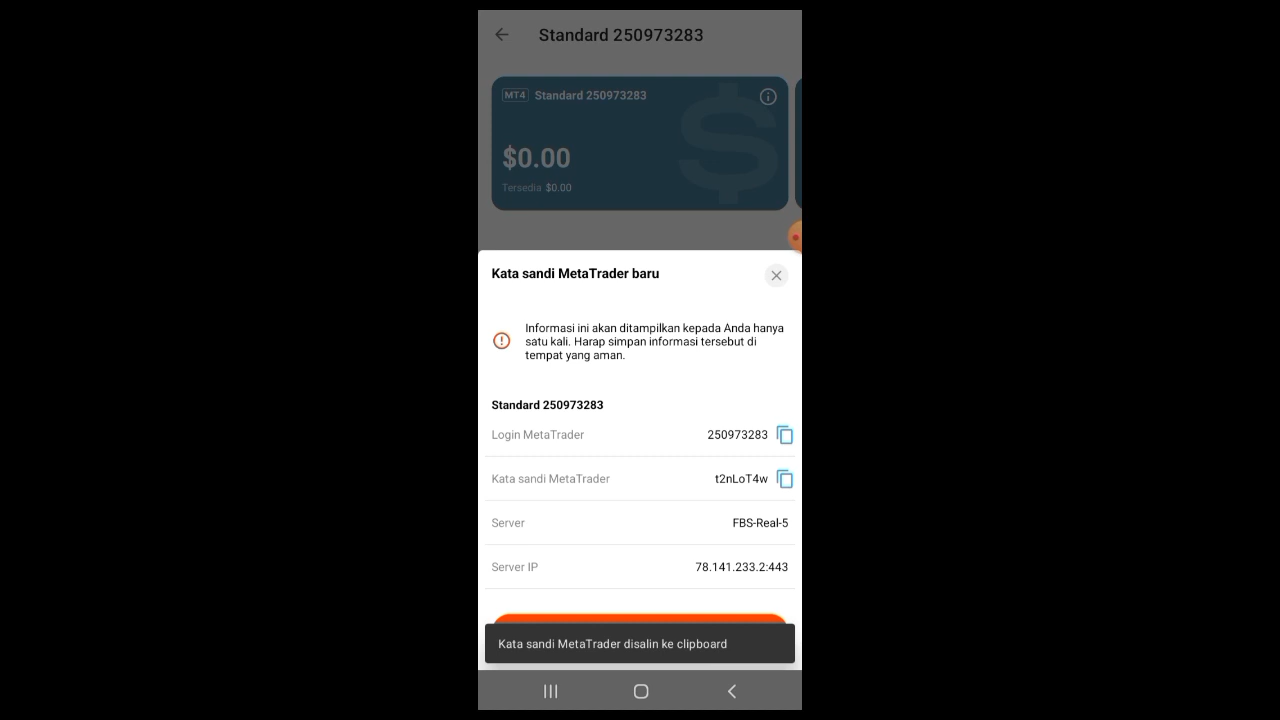 Standard 250973283
MT4 Standard 250973283
$0.00
Tersedia $0.00
Kata sandi MetaTrader baru
Informasi ini akan ditampilkan kepada Anda hanya
satu kali. Harap simpan informasi tersebut di
tempat yang aman.
Standard 250973283
Login MetaTrader 250973283
Kata sandi MetaTrader t2nLoT4w
Server FBS-Real-5
Server IP 78.141.233.2:443
Kata sandi MetaTrader disalin ke clipboard